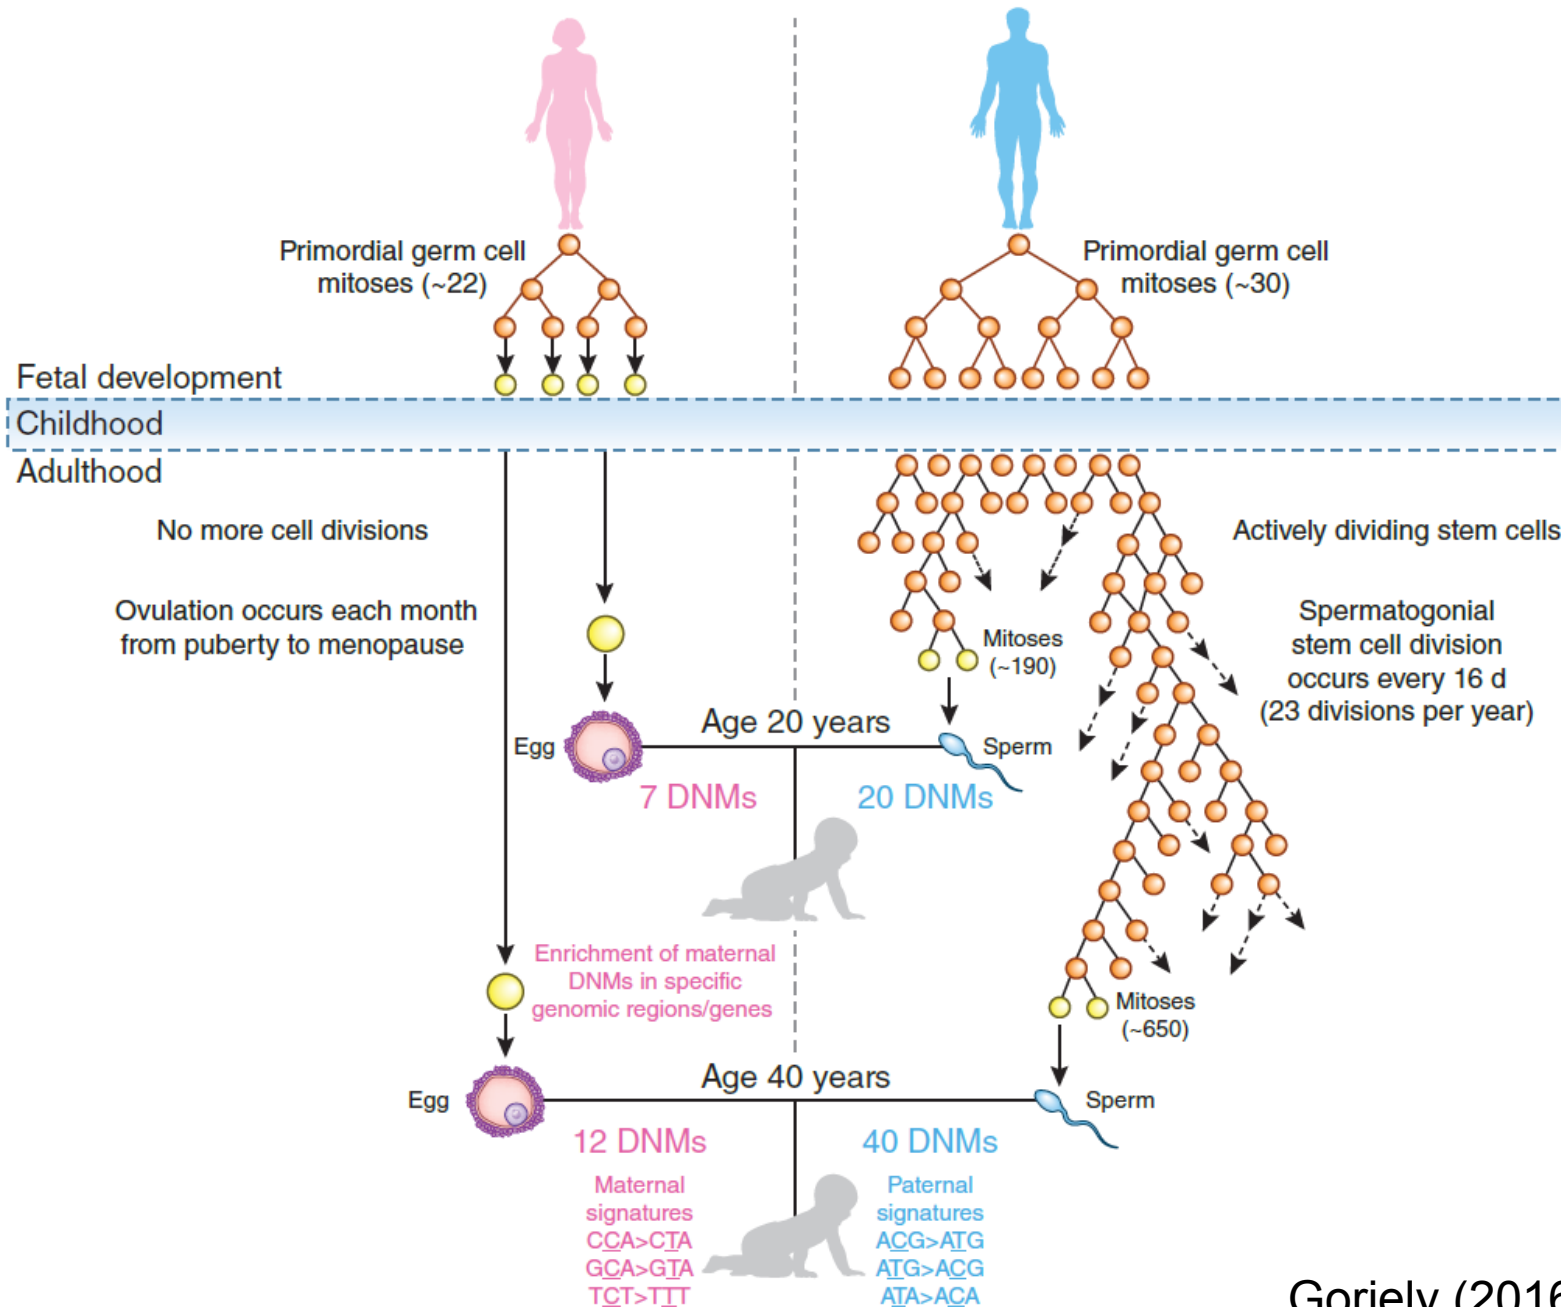 Primordial germ cell
mitoses (~22)
Primordial germ cell
mitoses (~30)
Fetal development
Childhood
Adulthood
No more cell divisions
Actively dividing stem cells
Ovulation occurs each month
from puberty to menopause
Spermatogonial
stem cell division
occurs every 16 d
(23 divisions per year)
Mitoses
(~190)
Age 20 years
Egg
Sperm
7 DNMs
20 DNMs
Enrichment of maternal
DNMs in specific
genomic regions/genes
Mitoses
(~650)
Age 40 years
Egg
Sperm
12 DNMs
40 DNMs
Maternal
signatures
CCA>CTA
GCA>GTA
TCT>TTT
Paternal
signatures
ACG>ATG
ATG>ACG
ATA>ACA
Goriely (2016